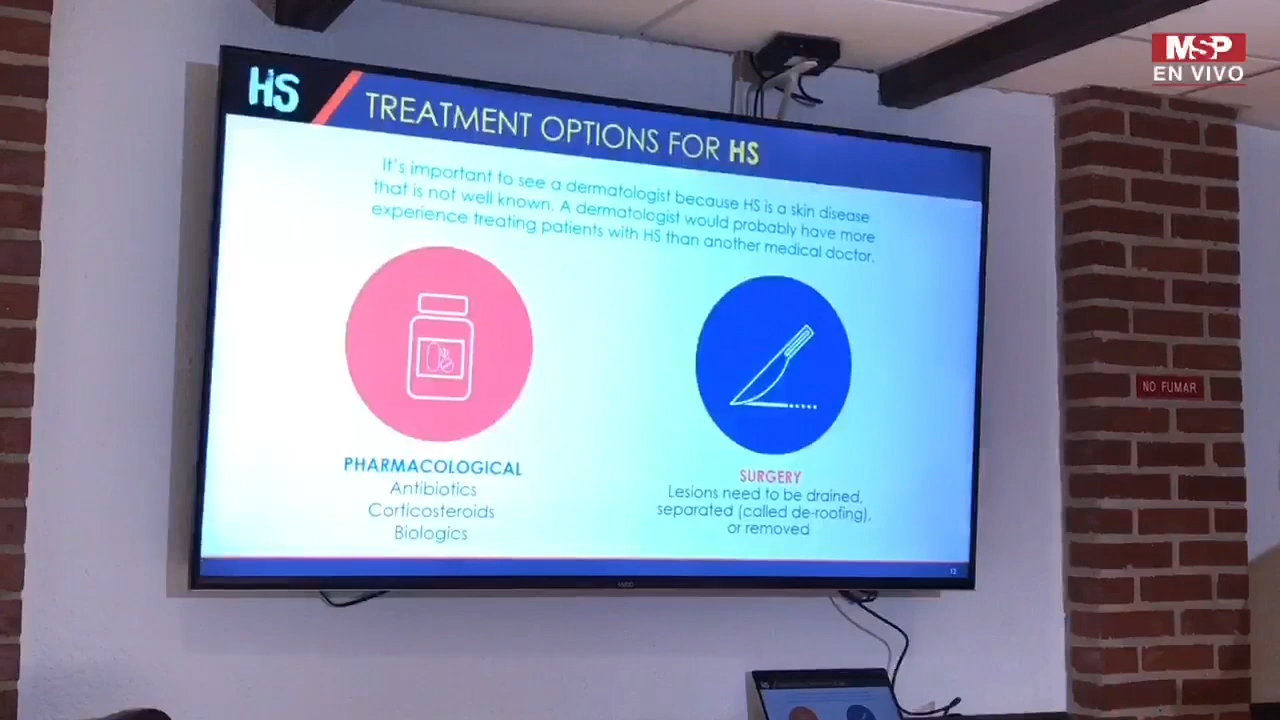 MSP
EN VIVO
HS
TREATMENT OPTIONS FOR HS
It's important to see a dermatologist because HS is a skin disease
that is not well known. A dermatologist would probably have more
experience treating patients with HS than another medical doctor.
PHARMACOLOGICAL
Antibiotics
Corticosteroids
Biologics
SURGERY
Lesions need to be drained,
separated (called de-roofing),
or removed
12
NO FUMAR